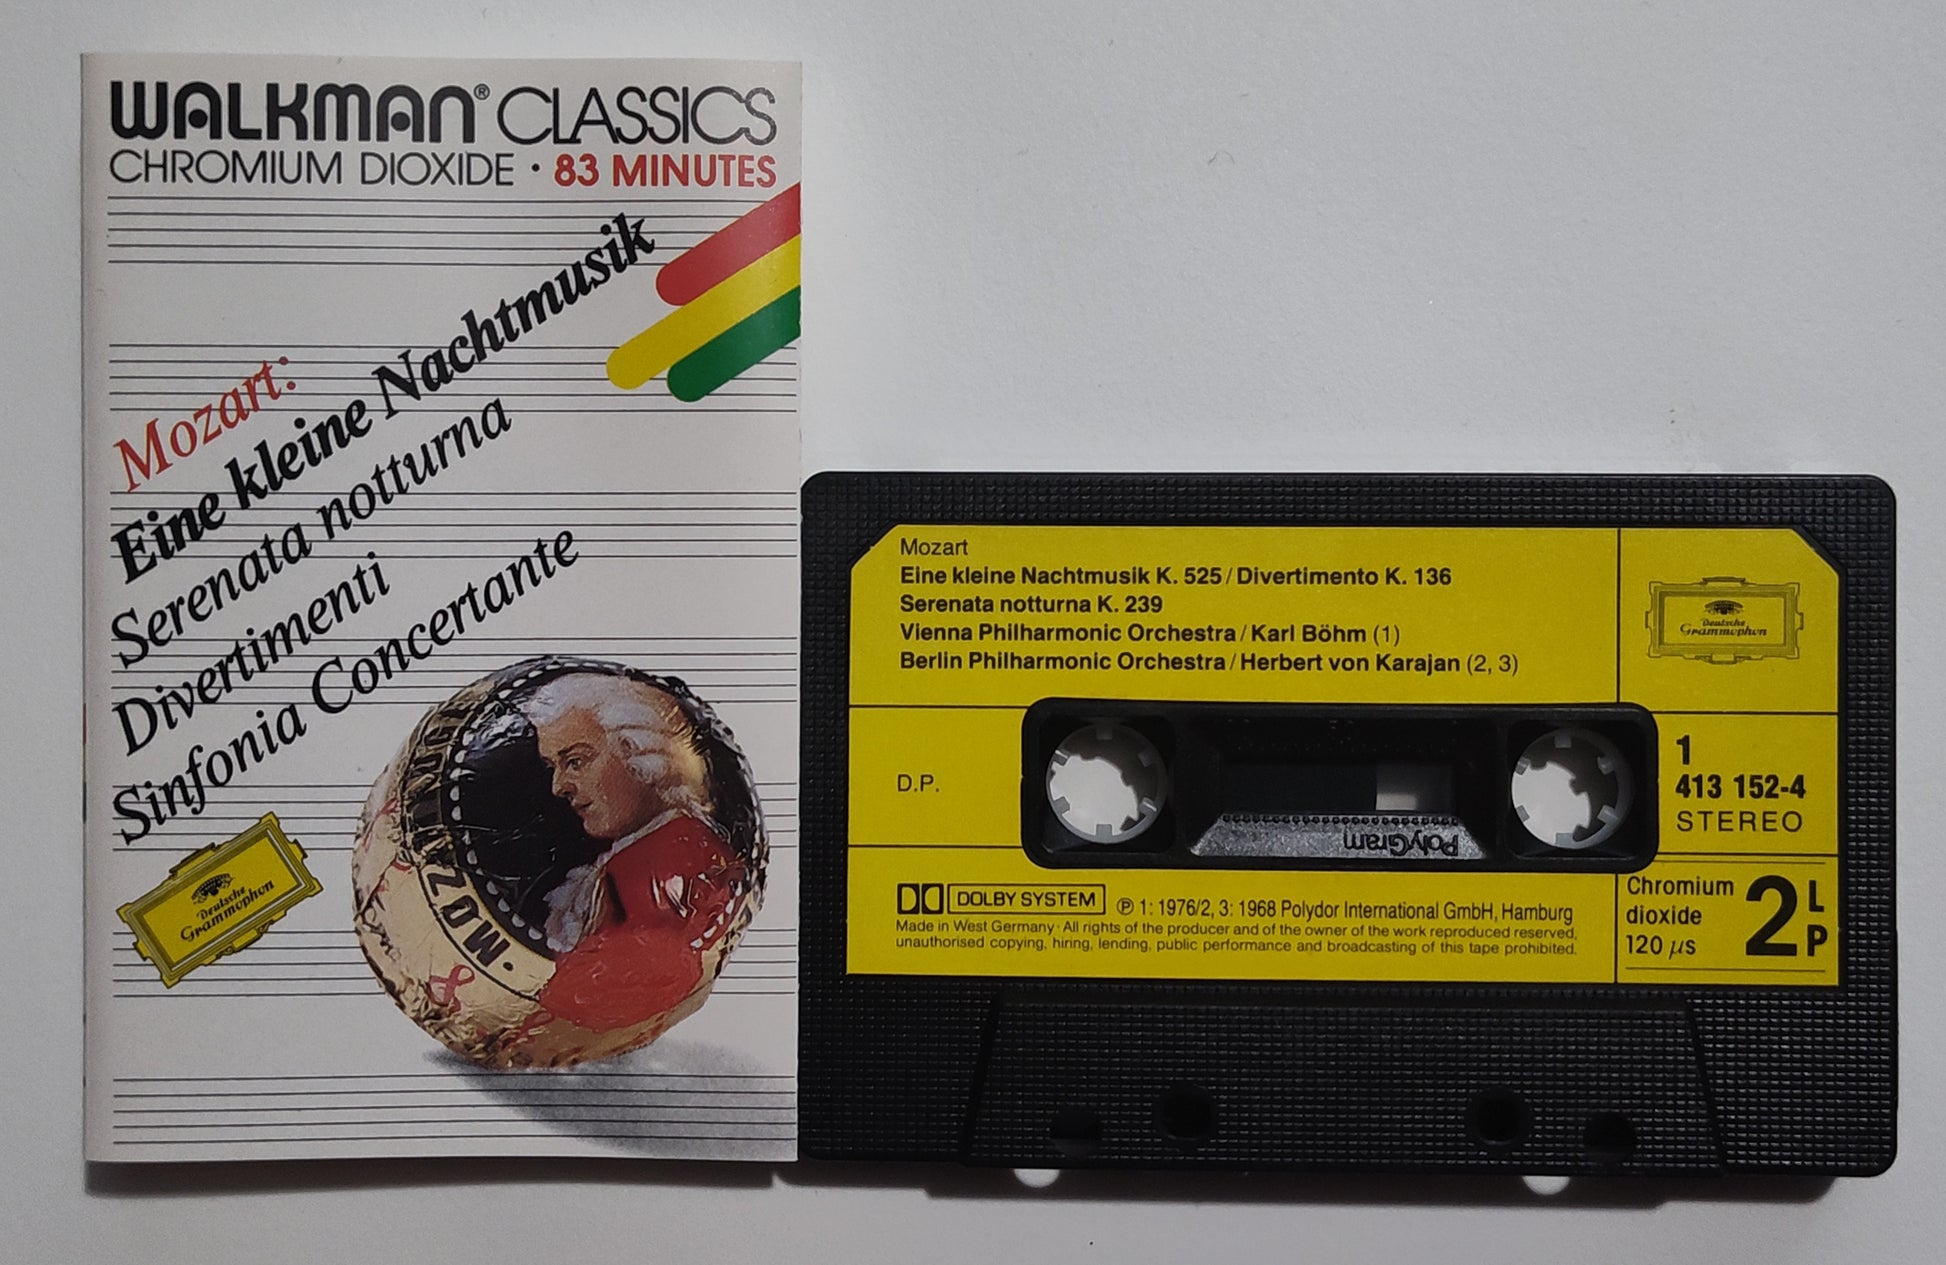 WALKMAN® CLASSICS
CHROMIUM DIOXIDE · 83 MINUTES
Mozart:
Eine kleine Nachtmusik
Serenata notturna
Divertimenti
Sinfonia Concertante
Deutsche
Grammophon
· MOZ
Mozart
Eine kleine Nachtmusik K. 525 / Divertimento K. 136
Serenata notturna K. 239
Vienna Philharmonic Orchestra / Karl Böhm (1)
Berlin Philharmonic Orchestra / Herbert von Karajan (2, 3)
Deutsche
Grammophon
D.P.
PolyGram
1
413 152-4
STEREO
DOLBY SYSTEM
℗ 1: 1976/2, 3: 1968 Polydor International GmbH, Hamburg
Made in West Germany · All rights of the producer and of the owner of the work reproduced reserved,
unauthorised copying, hiring, lending, public performance and broadcasting of this tape prohibited.
Chromium
dioxide
120 µs
2 LP